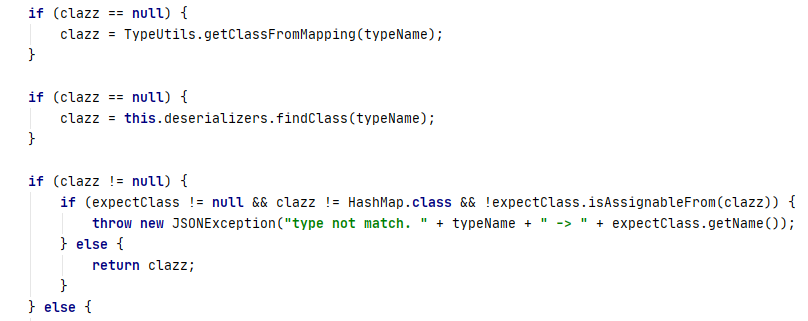 if (clazz == null) {
    clazz = TypeUtils.getClassFromMapping(typeName);
}

if (clazz == null) {
    clazz = this.deserializers.findClass(typeName);
}

if (clazz != null) {
    if (expectClass != null && clazz != HashMap.class && !expectClass.isAssignableFrom(clazz)) {
        throw new JSONException("type not match. " + typeName + " -> " + expectClass.getName());
    } else {
        return clazz;
    }
} else {